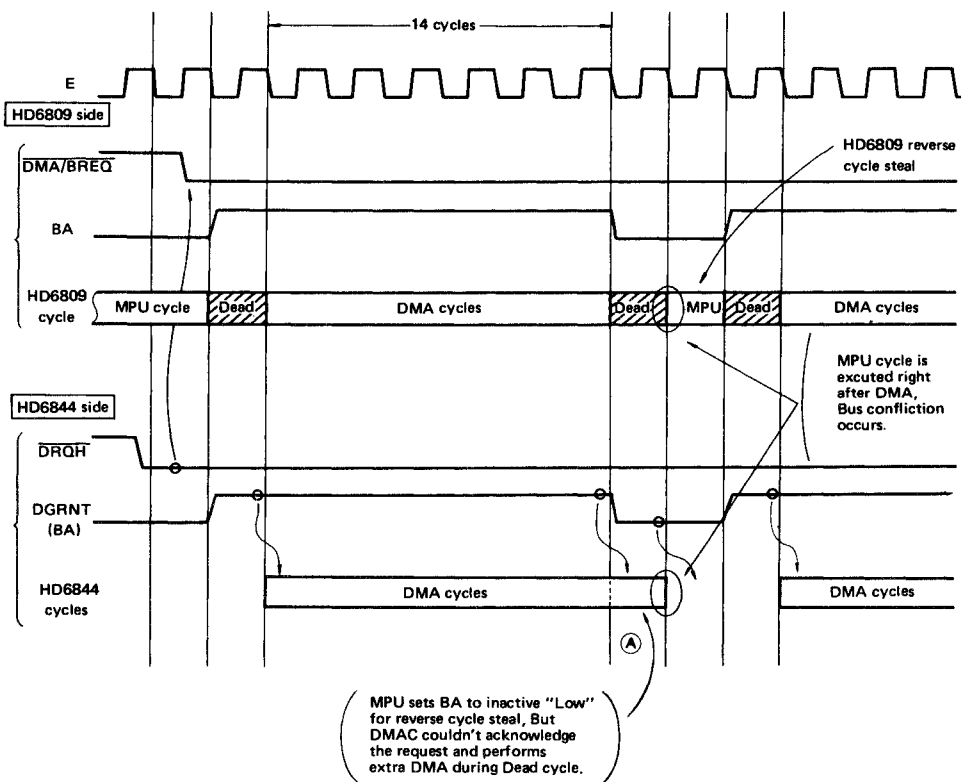 14 cycles
E
HD6809 side
DMA/BREQ
HD6809 reverse
cycle steal
BA
HD6809
cycle
MPU cycle
Dead
DMA cycles
Dead
MPU
Dead
DMA cycles
MPU cycle is
excuted right
after DMA,
Bus confliction
occurs.
HD6844 side
DRQH
DGRNT
(BA)
HD6844
cycles
DMA cycles
DMA cycles
A
MPU sets BA to inactive "Low"
for reverse cycle steal, But
DMAC couldn't acknowledge
the request and performs
extra DMA during Dead cycle.